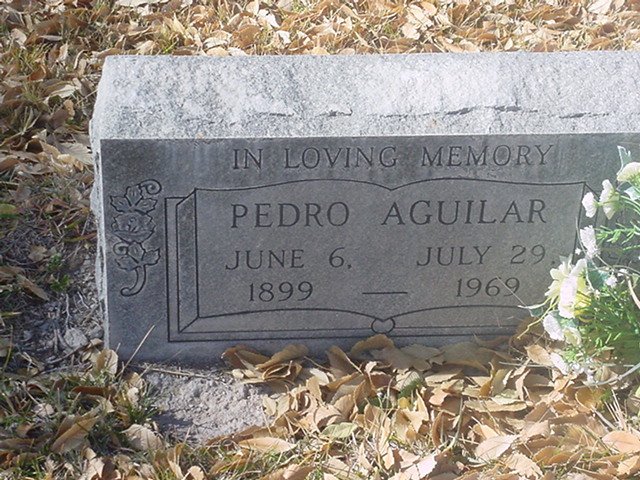 IN LOVING MEMORY
PEDRO AGUILAR
JUNE 6, JULY 29,
1899 — 1969